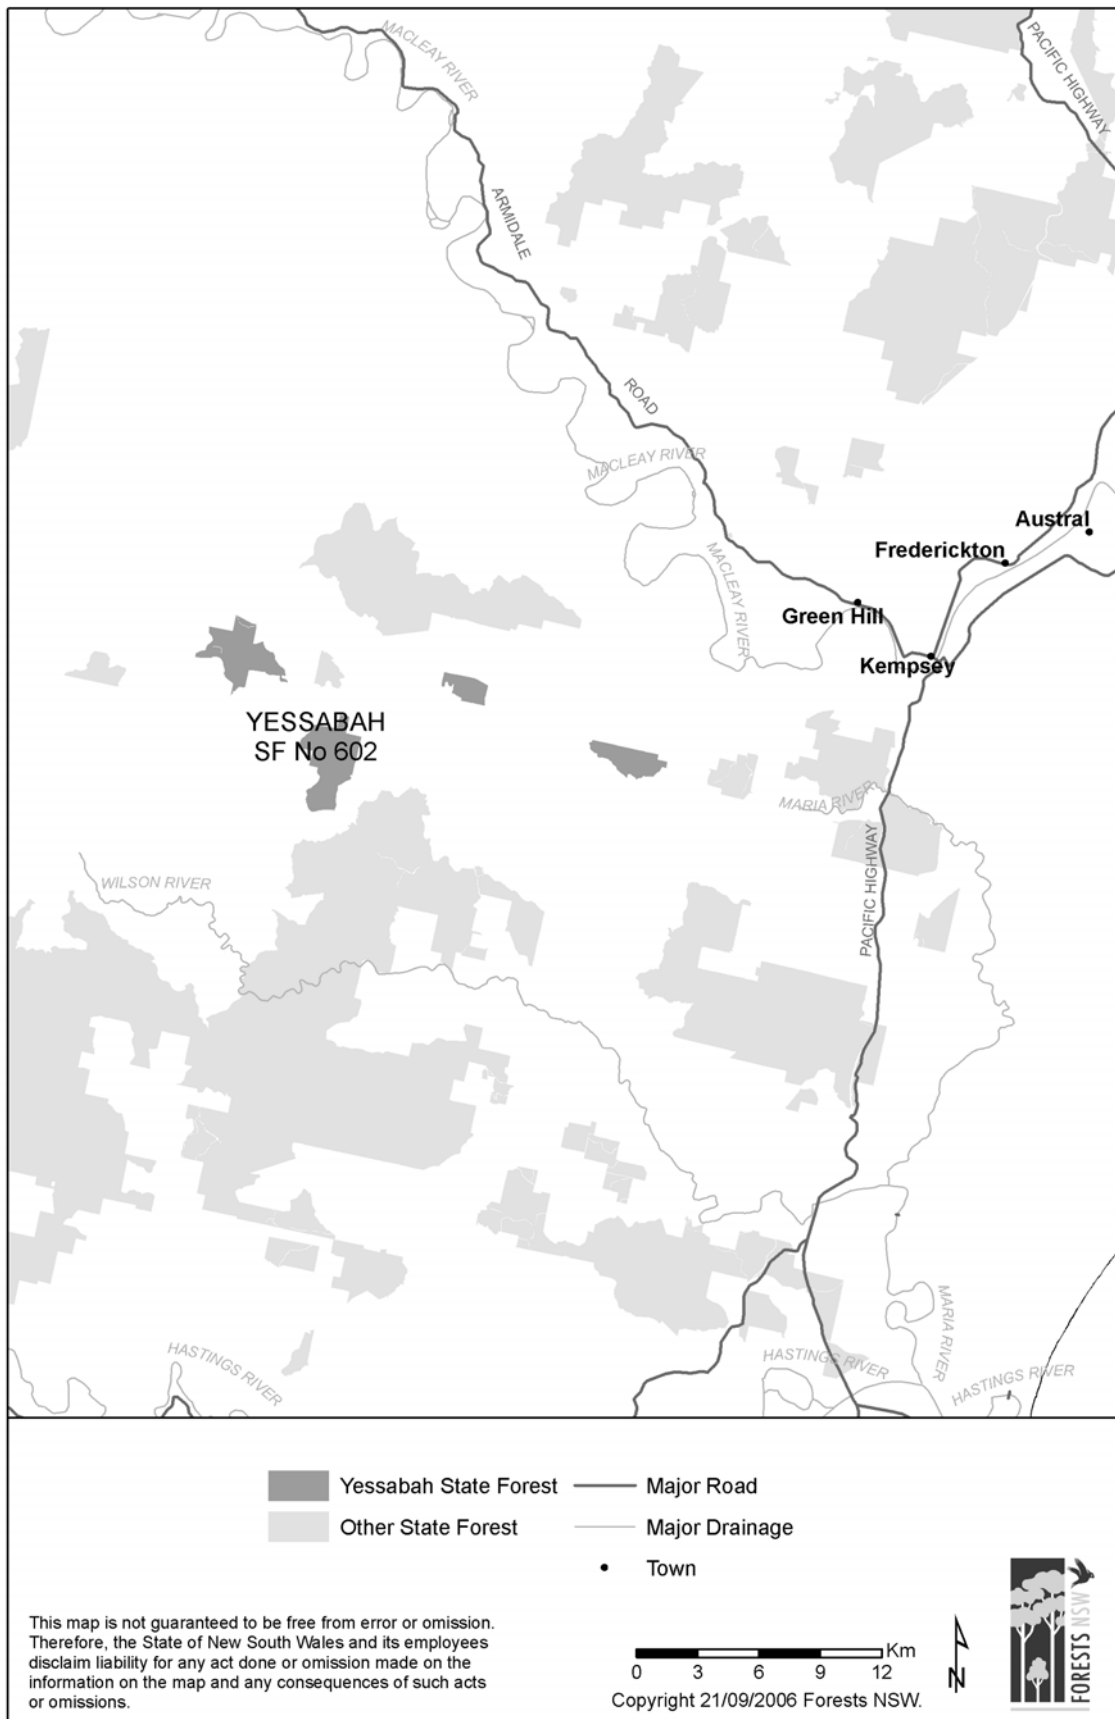 MACLEAY RIVER
PACIFIC HIGHWAY
ARMIDALE
ROAD
MACLEAY RIVER
MACLEAY RIVER
Austral
Frederickton
Green Hill
Kempsey
YESSABAH
SF No 602
MARIA RIVER
PACIFIC HIGHWAY
WILSON RIVER
MARIA RIVER
HASTINGS RIVER
HASTINGS RIVER
HASTINGS RIVER
Yessabah State Forest
Major Road
Other State Forest
Major Drainage
Town
This map is not guaranteed to be free from error or omission.
Therefore, the State of New South Wales and its employees
disclaim liability for any act done or omission made on the
information on the map and any consequences of such acts
or omissions.
Km
0 3 6 9 12
Copyright 21/09/2006 Forests NSW.
N
FORESTS NSW